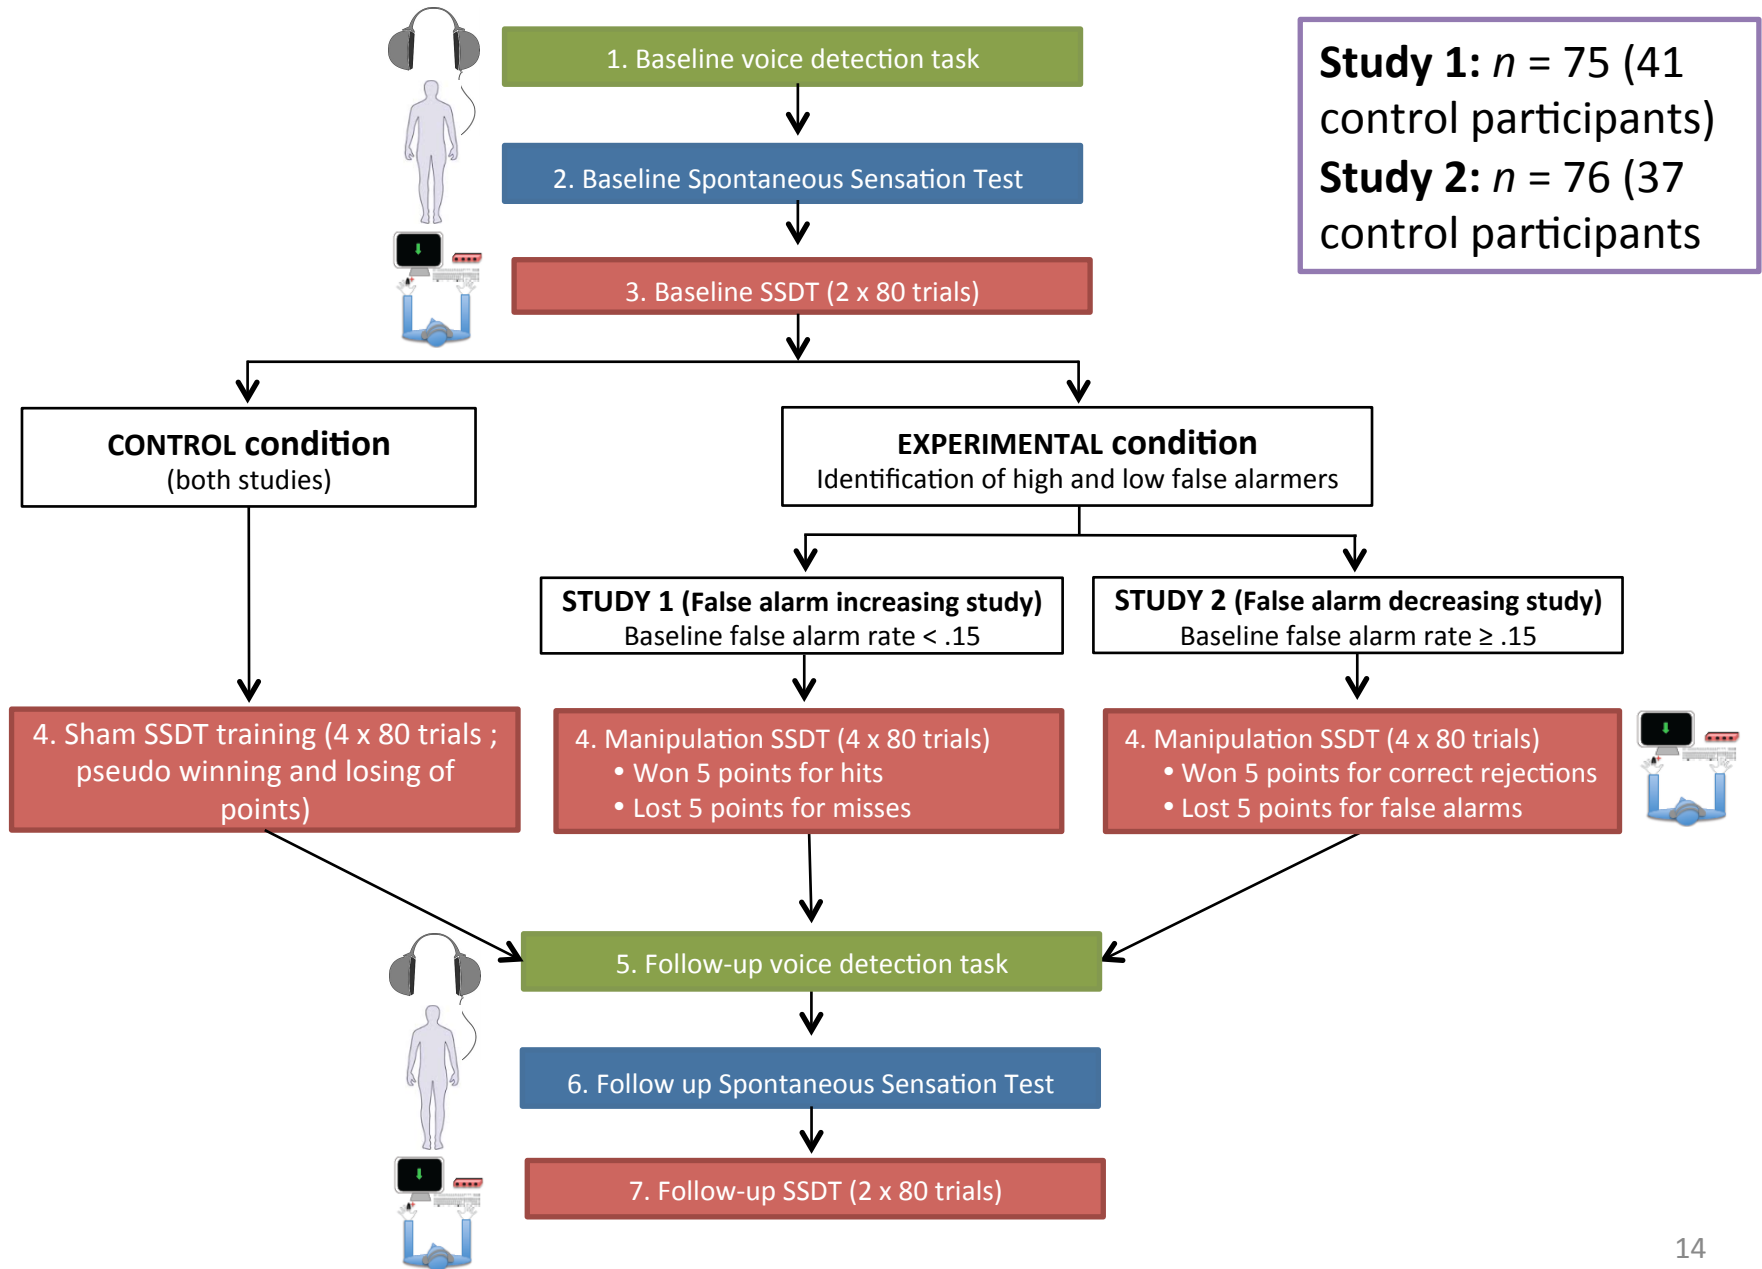 1. Baseline voice detection task
Study 1: n = 75 (41
control participants)
Study 2: n = 76 (37
control participants
2. Baseline Spontaneous Sensation Test
3. Baseline SSDT (2 x 80 trials)
CONTROL condition
(both studies)
EXPERIMENTAL condition
Identification of high and low false alarmers
STUDY 1 (False alarm increasing study)
Baseline false alarm rate < .15
STUDY 2 (False alarm decreasing study)
Baseline false alarm rate ≥ .15
4. Sham SSDT training (4 x 80 trials ;
pseudo winning and losing of
points)
4. Manipulation SSDT (4 x 80 trials)
• Won 5 points for hits
• Lost 5 points for misses
4. Manipulation SSDT (4 x 80 trials)
• Won 5 points for correct rejections
• Lost 5 points for false alarms
5. Follow-up voice detection task
6. Follow up Spontaneous Sensation Test
7. Follow-up SSDT (2 x 80 trials)
14